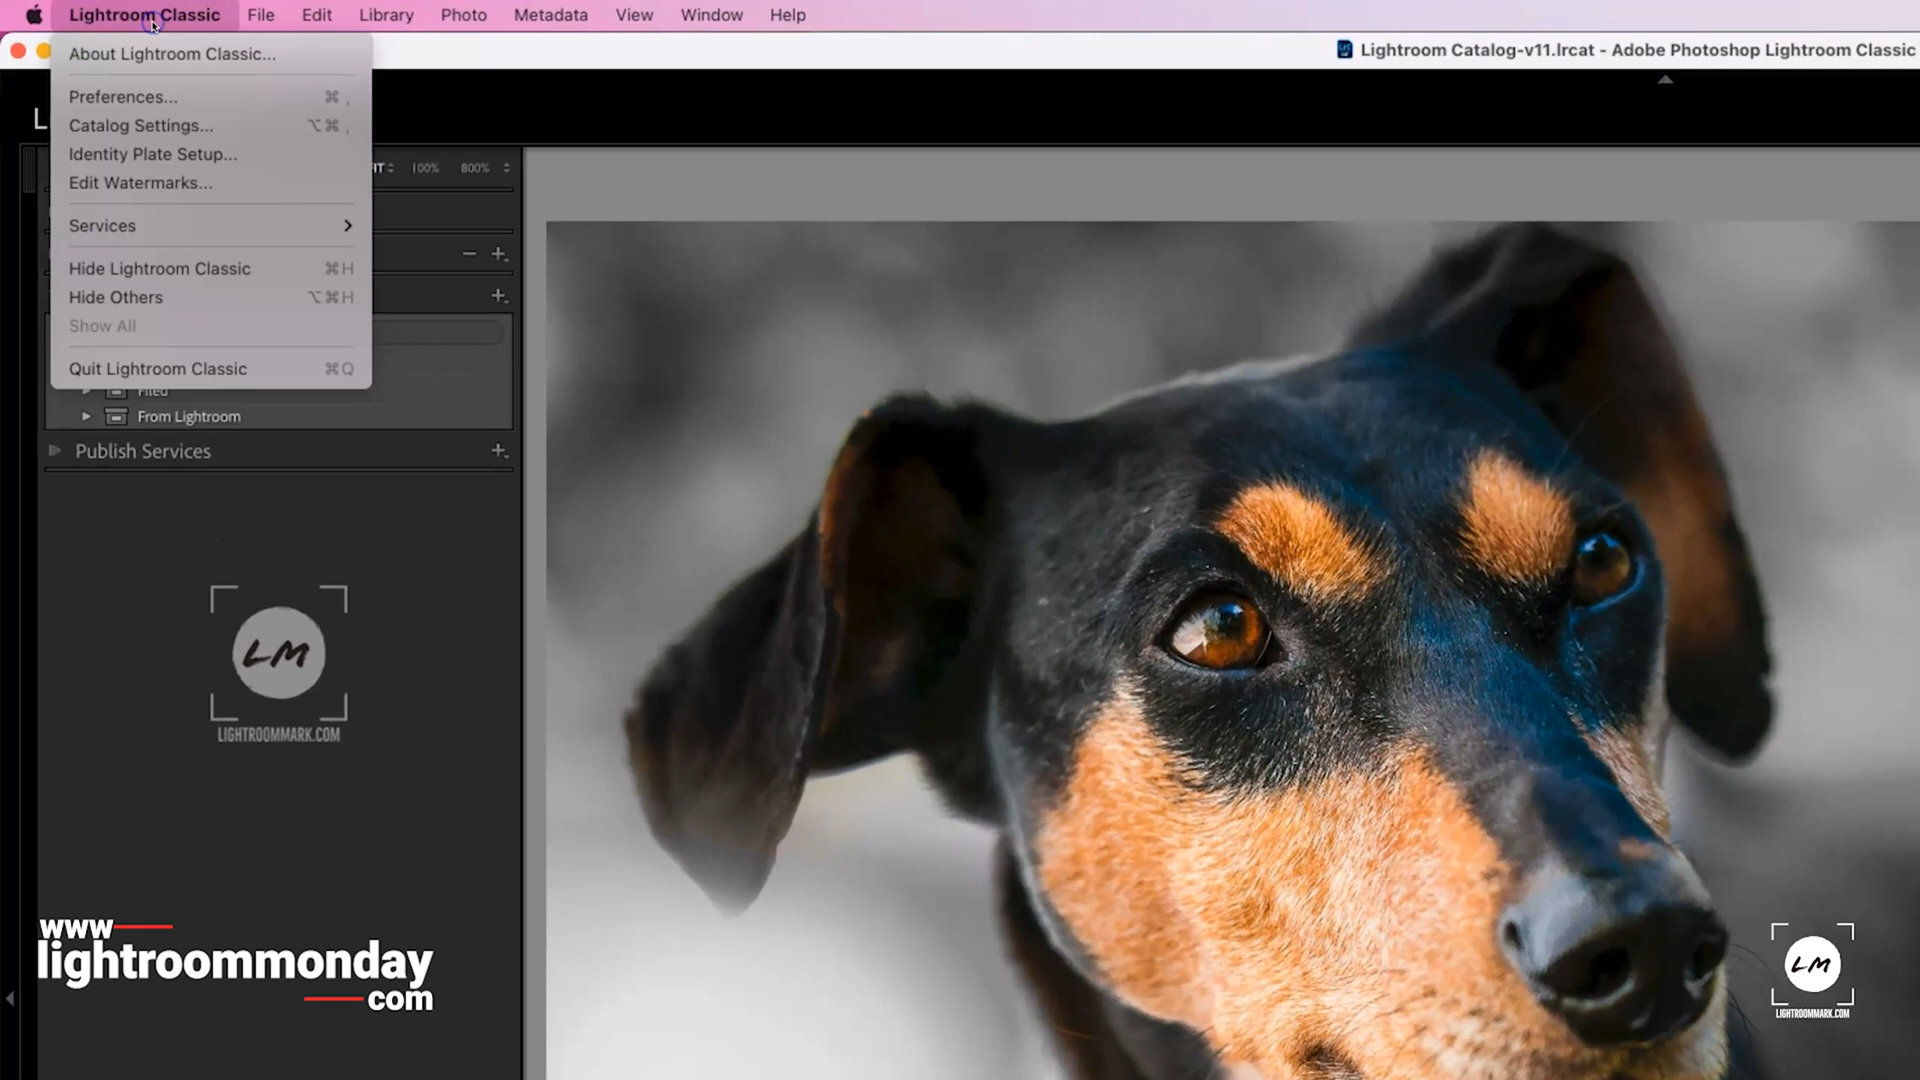 Lightroom Classic File Edit Library Photo Metadata View Window Help
Lightroom Catalog-v11.lrcat - Adobe Photoshop Lightroom Classic
About Lightroom Classic...
Preferences... ⌘ ,
Catalog Settings... ⌥⌘ ,
Identity Plate Setup...
Edit Watermarks...
Services
Hide Lightroom Classic ⌘H
Hide Others ⌥⌘H
Show All
Quit Lightroom Classic ⌘Q
L
100% 800%
From Lightroom
Publish Services
LM
LIGHTROOMMARK.COM
www
lightroommonday
com
LM
LIGHTROOMMARK.COM